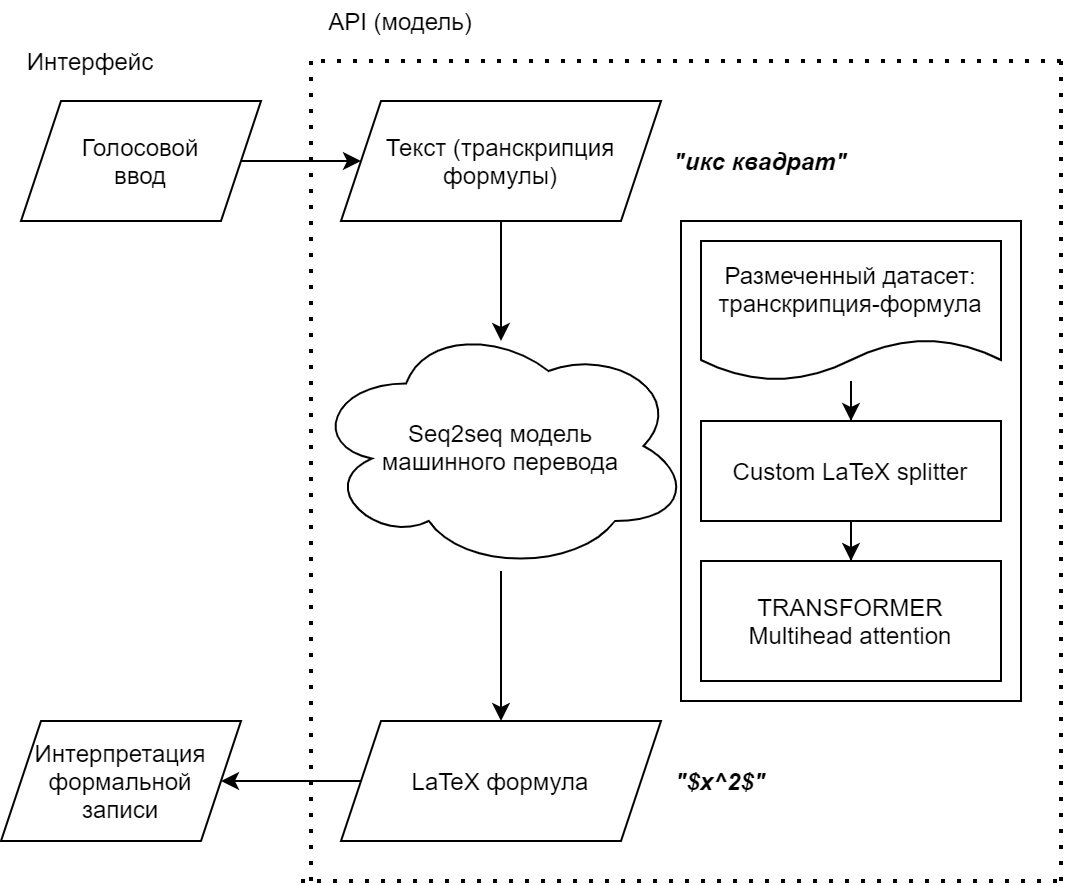 API (модель)
Интерфейс
Голосовой
ввод
Текст (транскрипция
формулы)
"икс квадрат"
Размеченный датасет:
транскрипция-формула
Seq2seq модель
машинного перевода
Custom LaTeX splitter
TRANSFORMER
Multihead attention
Интерпретация
формальной
записи
LaTeX формула
"$x^2$"